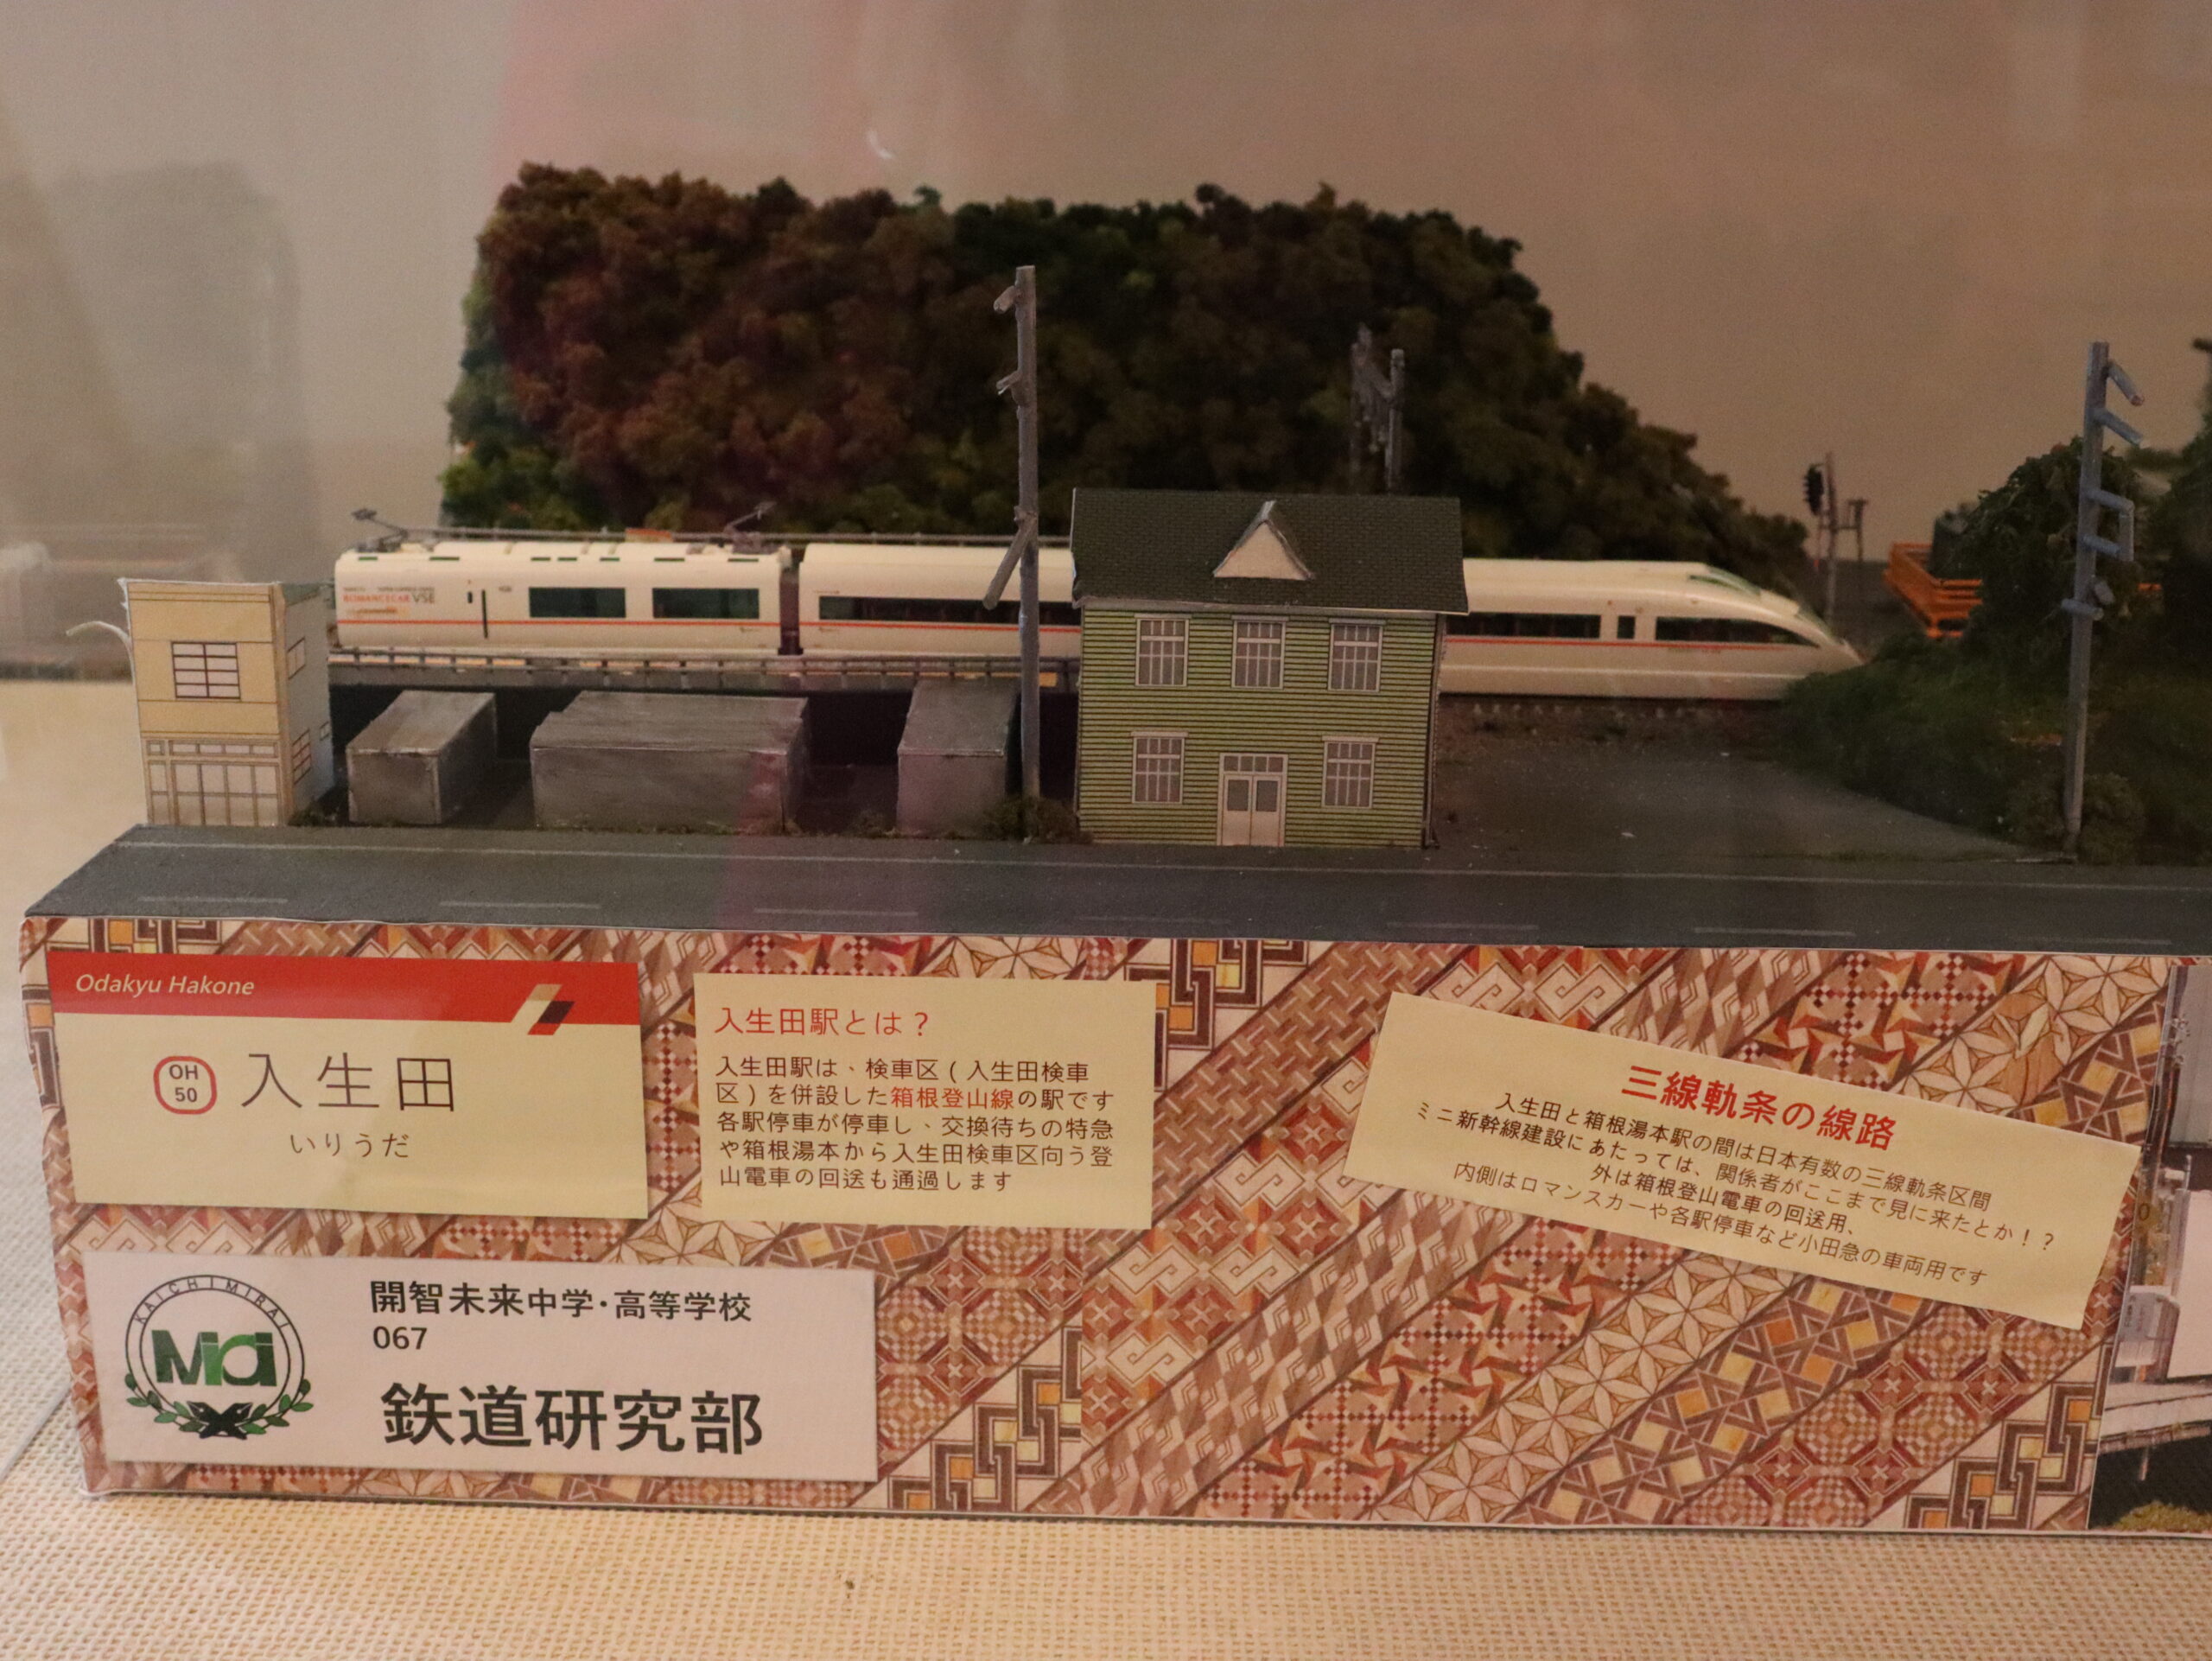 ROMANCECAR VSE
Odakyu Hakone
OH
50
入生田
いりうだ
入生田駅とは？
入生田駅は、検車区(入生田検車
区)を併設した箱根登山線の駅です
各駅停車が停車し、交換待ちの特急
や箱根湯本から入生田検車区向う登
山電車の回送も通過します
三線軌条の線路
入生田と箱根湯本駅の間は日本有数の三線軌条区間
ミニ新幹線建設にあたっては、関係者がここまで見に来たとか！？
外は箱根登山電車の回送用、
内側はロマンスカーや各駅停車など小田急の車両用です
KAICHI MIRAI
Mirai
開智未来中学・高等学校
067
鉄道研究部